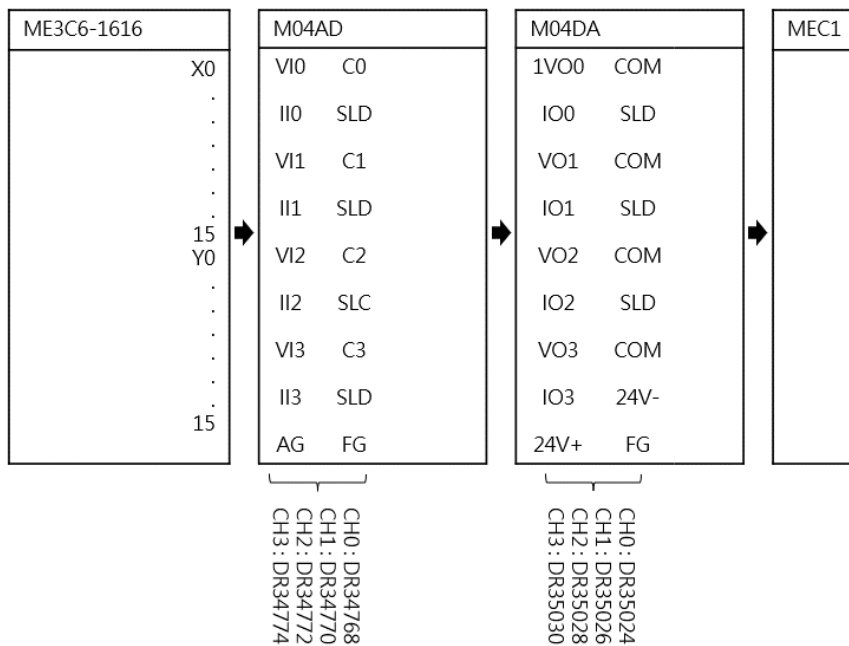 ME3C6-1616
X0
.
.
.
.
.
.
15
Y0
.
.
.
.
.
.
15
M04AD
VI0 C0
II0 SLD
VI1 C1
II1 SLD
VI2 C2
II2 SLC
VI3 C3
II3 SLD
AG FG
CH0 : DR34768
CH1 : DR34770
CH2 : DR34772
CH3 : DR34774
M04DA
1VO0 COM
IO0 SLD
VO1 COM
IO1 SLD
VO2 COM
IO2 SLD
VO3 COM
IO3 24V-
24V+ FG
CH0 : DR35024
CH1 : DR35026
CH2 : DR35028
CH3 : DR35030
MEC1